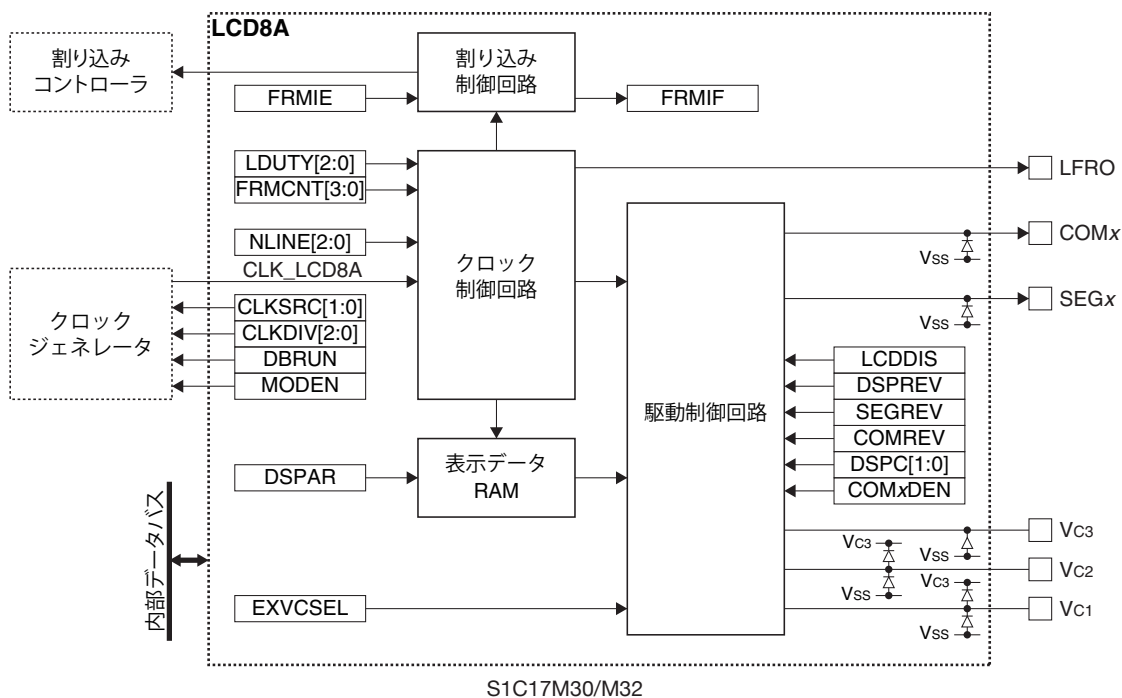 LCD8A
割り込み
コントローラ
割り込み
制御回路
FRMIE
FRMIF
LDUTY[2:0]
FRMCNT[3:0]
LFRO
NLINE[2:0]
COMx
VSS
CLK_LCD8A
クロック
制御回路
SEGx
VSS
クロック
ジェネレータ
CLKSRC[1:0]
CLKDIV[2:0]
DBRUN
MODEN
駆動制御回路
LCDDIS
DSPREV
SEGREV
COMREV
DSPC[1:0]
COMxDEN
DSPAR
表示データ
RAM
内部データバス
VC3
VSS
VC3
VC2
VSS
VC3
EXVCSEL
VC1
VSS
S1C17M30/M32